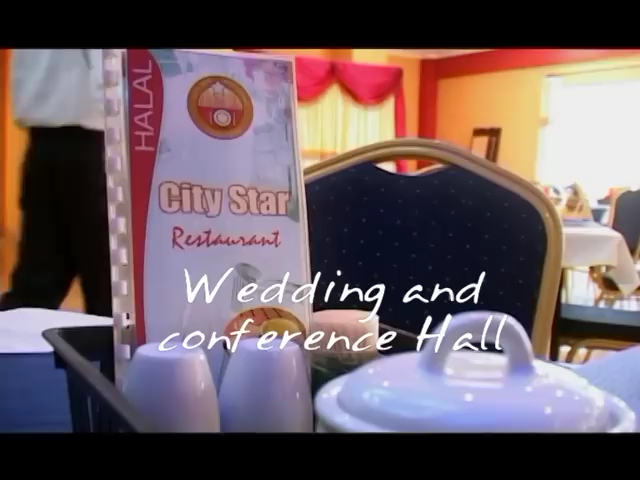 HALAL
City Star
Restaurant
Wedding and
conference Hall